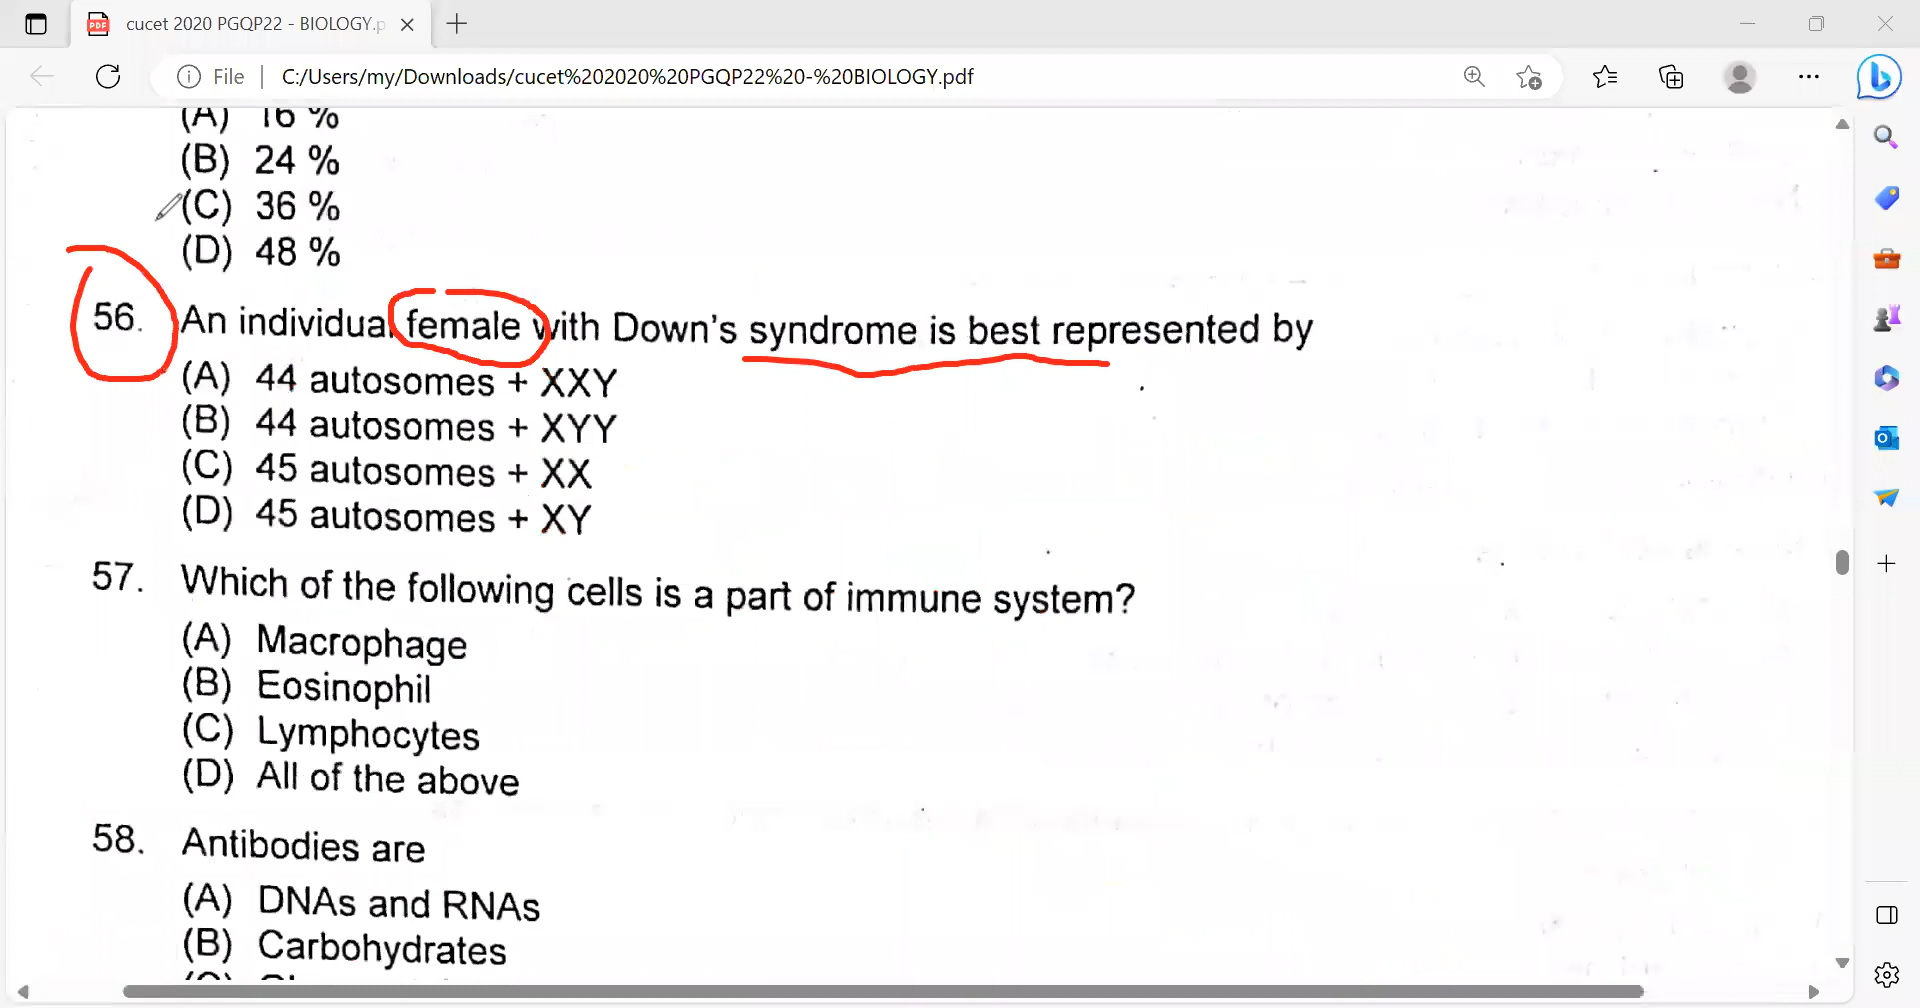 cucet 2020 PGQP22 - BIOLOGY.p
File
C:/Users/my/Downloads/cucet%202020%20PGQP22%20-%20BIOLOGY.pdf
(A) 16 %
(B) 24 %
(C) 36 %
(D) 48 %
56. An individual female with Down's syndrome is best represented by
(A) 44 autosomes + XXY
(B) 44 autosomes + XYY
(C) 45 autosomes + XX
(D) 45 autosomes + XY
57. Which of the following cells is a part of immune system?
(A) Macrophage
(B) Eosinophil
(C) Lymphocytes
(D) All of the above
58. Antibodies are
(A) DNAs and RNAs
(B) Carbohydrates